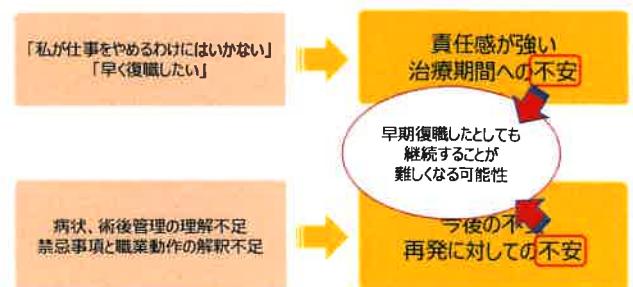 「私が仕事をやめるわけにはいかない」
「早く復職したい」
責任感が強い
治療期間への不安
早期復職したとしても
継続することが
難しくなる可能性
病状、術後管理の理解不足
禁忌事項と職業動作の解釈不足
今後の不
再発に対しての不安